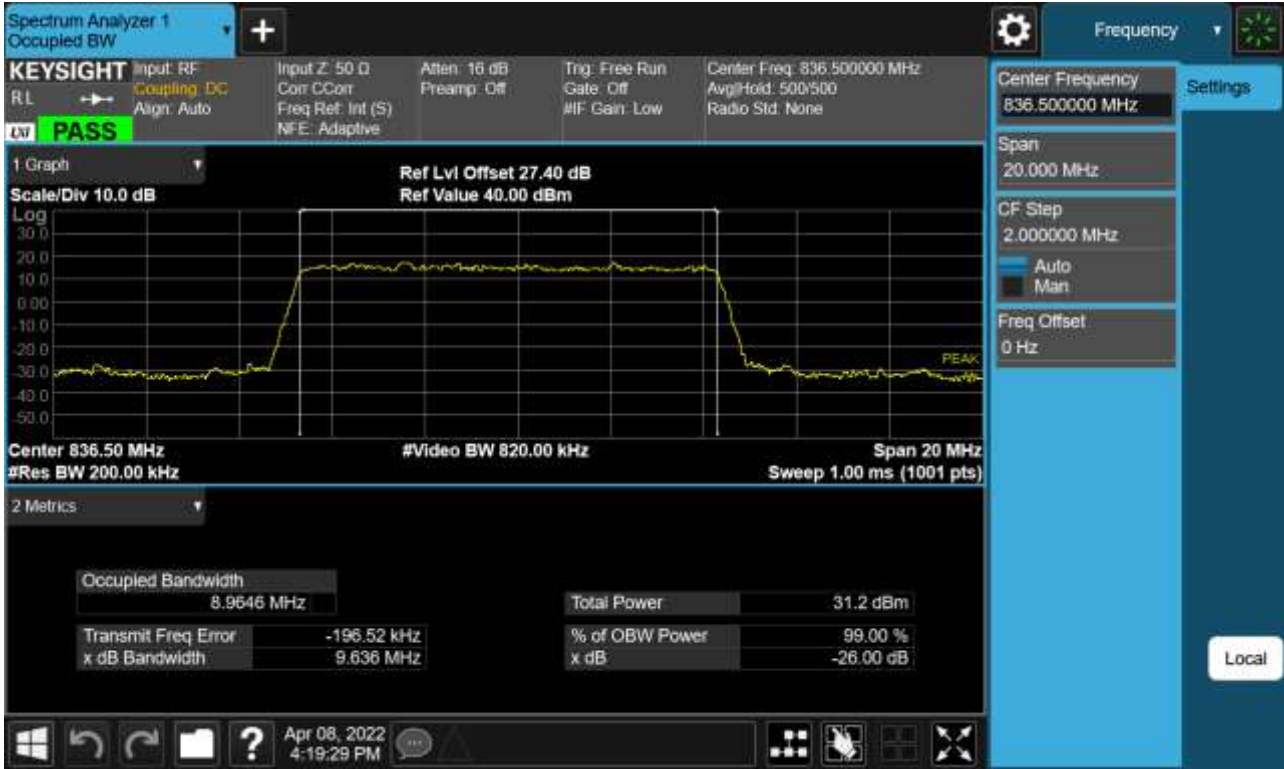 Spectrum Analyzer 1
Occupied BW
Frequency
KEYSIGHT
RL
LXI
PASS
Input: RF
Coupling: DC
Align: Auto
Input Z: 50 Ω
Corr CCorr
Freq Ref: Int (S)
NFE: Adaptive
Atten: 16 dB
Preamp: Off
Trig: Free Run
Gate: Off
#IF Gain: Low
Center Freq: 836.500000 MHz
Avg|Hold: 500/500
Radio Std: None
Center Frequency
836.500000 MHz
Settings
Span
20.000 MHz
CF Step
2.000000 MHz
Auto
Man
Freq Offset
0 Hz
1 Graph
Scale/Div 10.0 dB
Ref Lvl Offset 27.40 dB
Ref Value 40.00 dBm
Log
30.0
20.0
10.0
0.00
-10.0
-20.0
-30.0
-40.0
-50.0
PEAK
Center 836.50 MHz
#Video BW 820.00 kHz
Span 20 MHz
#Res BW 200.00 kHz
Sweep 1.00 ms (1001 pts)
2 Metrics
Occupied Bandwidth
8.9646 MHz
Total Power 31.2 dBm
Transmit Freq Error -196.52 kHz
% of OBW Power 99.00 %
x dB Bandwidth 9.636 MHz
x dB -26.00 dB
Local
?
Apr 08, 2022
4:19:29 PM